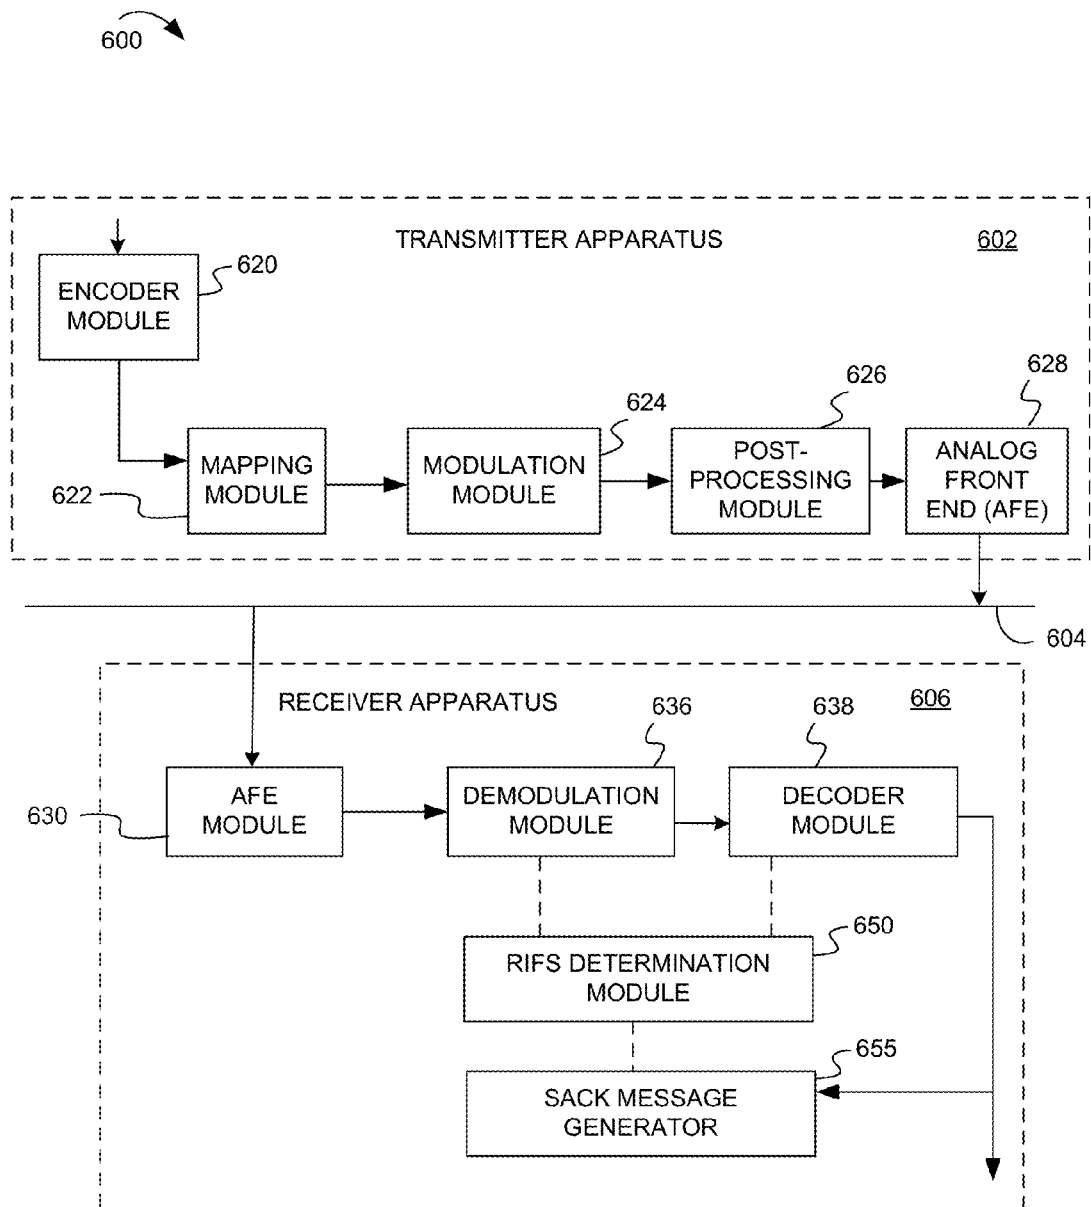 600
TRANSMITTER APPARATUS
602
ENCODER
MODULE
620
MAPPING
MODULE
622
MODULATION
MODULE
624
POST-
PROCESSING
MODULE
626
ANALOG
FRONT
END (AFE)
628
604
RECEIVER APPARATUS
606
AFE
MODULE
630
DEMODULATION
MODULE
636
DECODER
MODULE
638
RIFS DETERMINATION
MODULE
650
SACK MESSAGE
GENERATOR
655